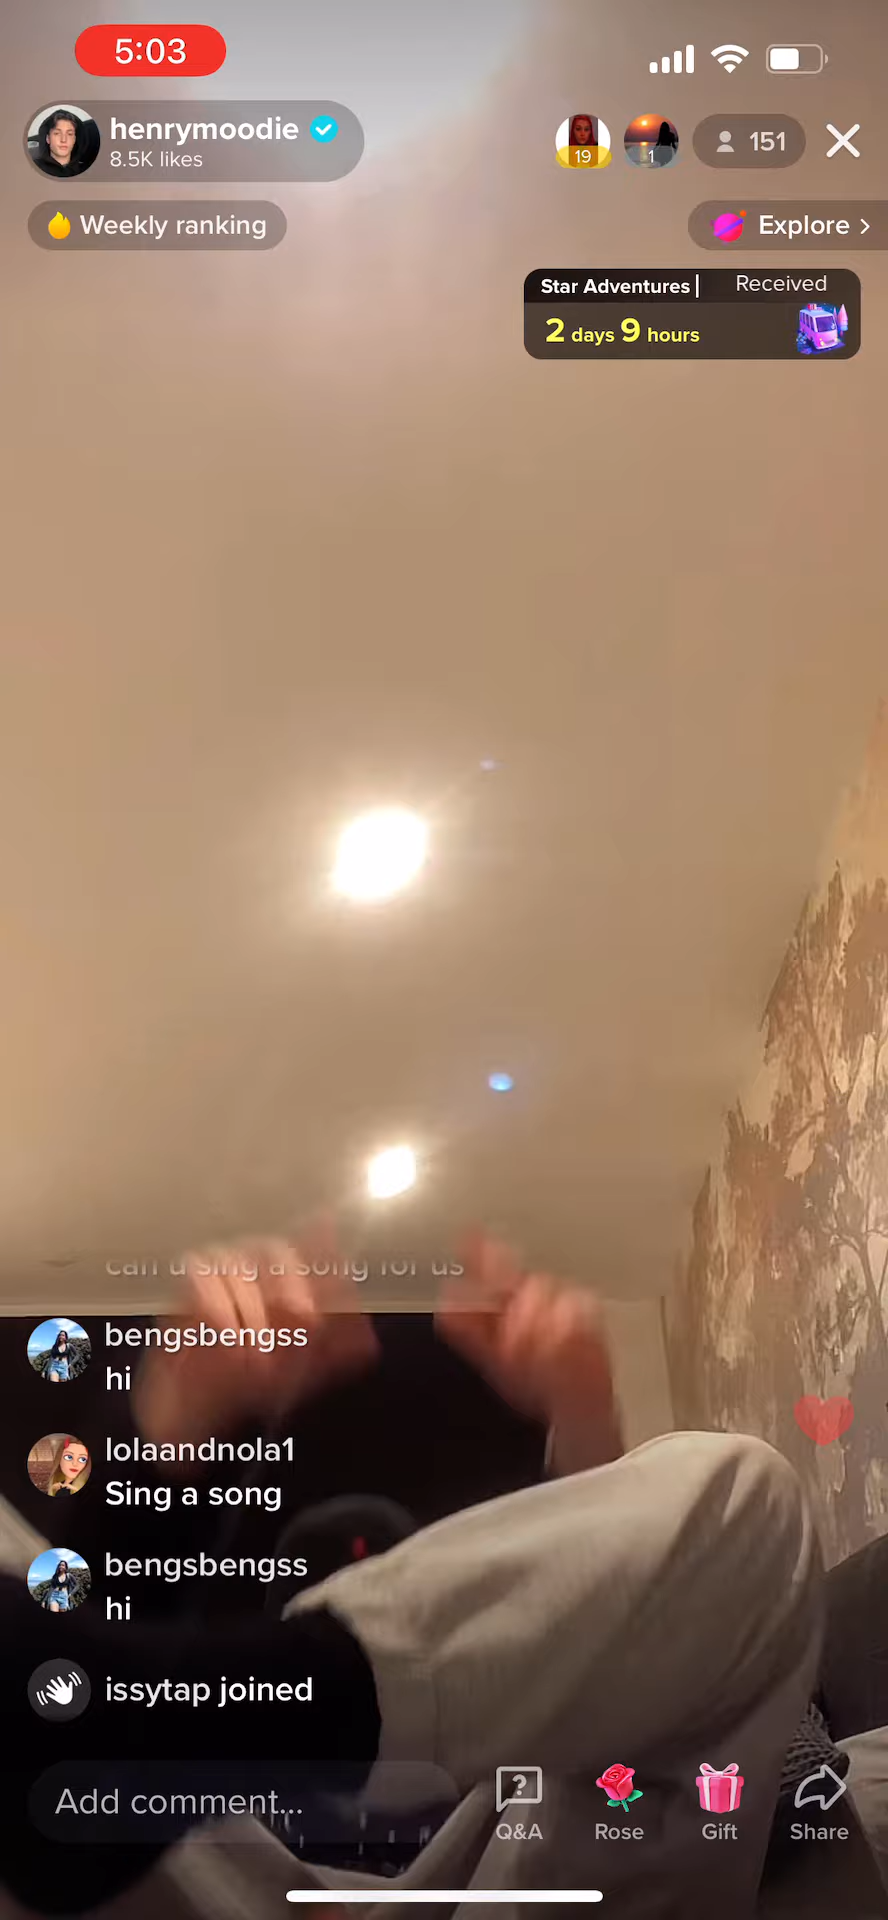 5:03
henrymoodie
8.5K likes
19
1
151
Weekly ranking
Explore >
Star Adventures |
Received
2 days 9 hours
can u sing a song for us
bengsbengss
hi
lolaandnola1
Sing a song
bengsbengss
hi
issytap joined
Add comment...
Q&A
Rose
Gift
Share